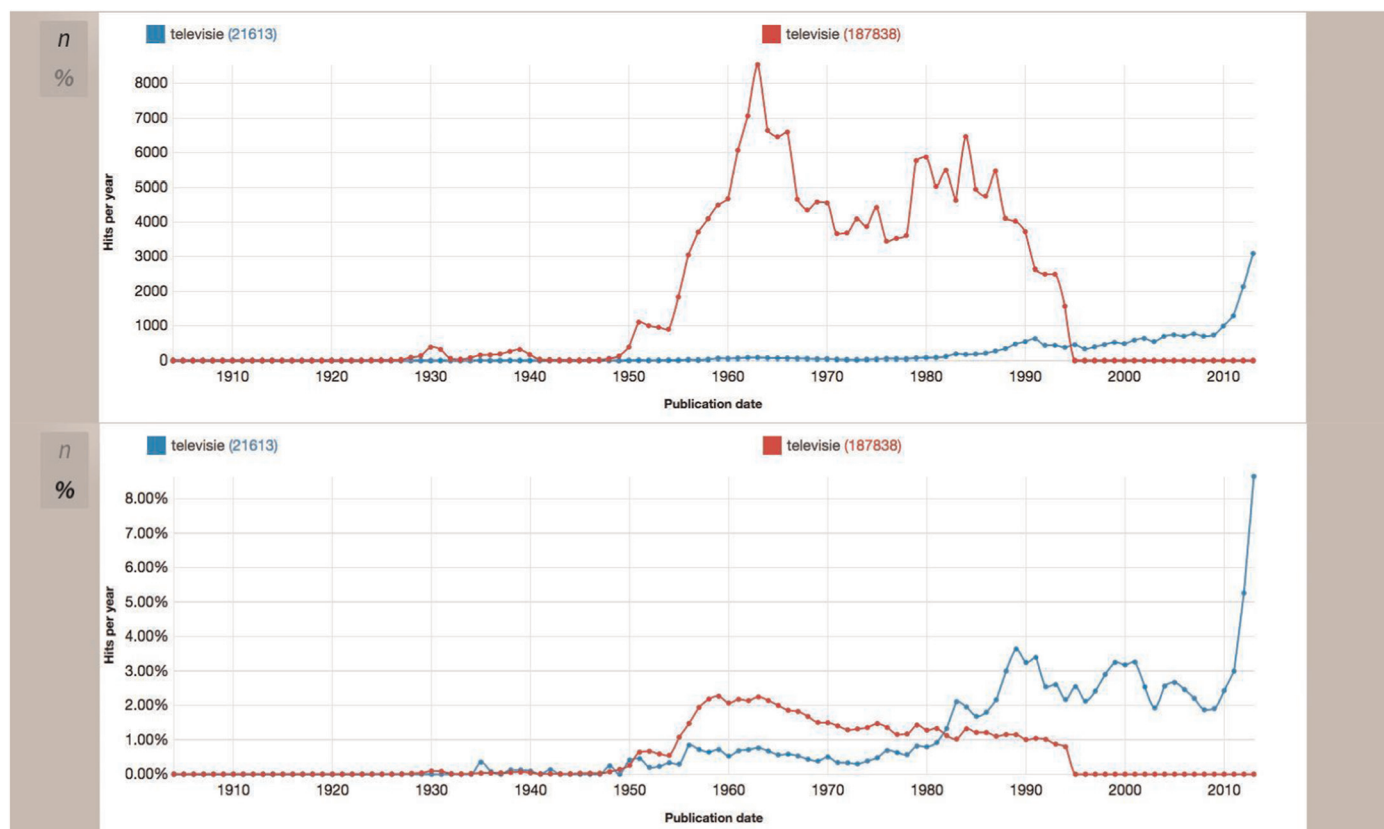 n
%
televisie (21613) televisie (187838)
8000
7000
6000
5000
4000
3000
2000
1000
0
Hits per year
1910 1920 1930 1940 1950 1960 1970 1980 1990 2000 2010
Publication date
n
%
televisie (21613) televisie (187838)
8.00%
7.00%
6.00%
5.00%
4.00%
3.00%
2.00%
1.00%
0.00%
Hits per year
1910 1920 1930 1940 1950 1960 1970 1980 1990 2000 2010
Publication date